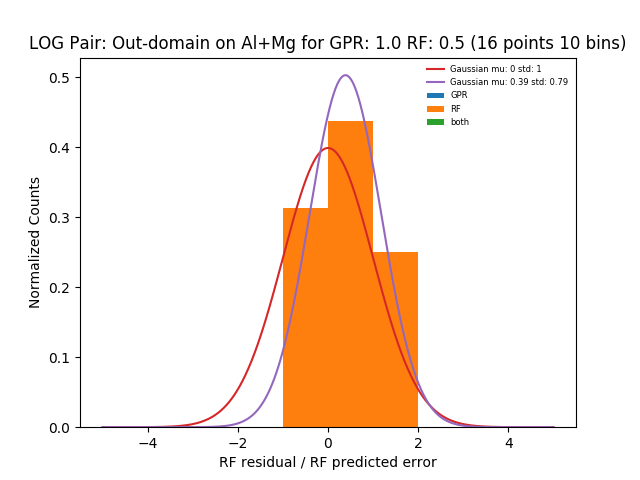 LOG Pair: Out-domain on Al+Mg for GPR: 1.0 RF: 0.5 (16 points 10 bins)
Gaussian mu: 0 std: 1
Gaussian mu: 0.39 std: 0.79
GPR
RF
both
Normalized Counts
0.5
0.4
0.3
0.2
0.1
0.0
−4
−2
0
2
4
RF residual / RF predicted error